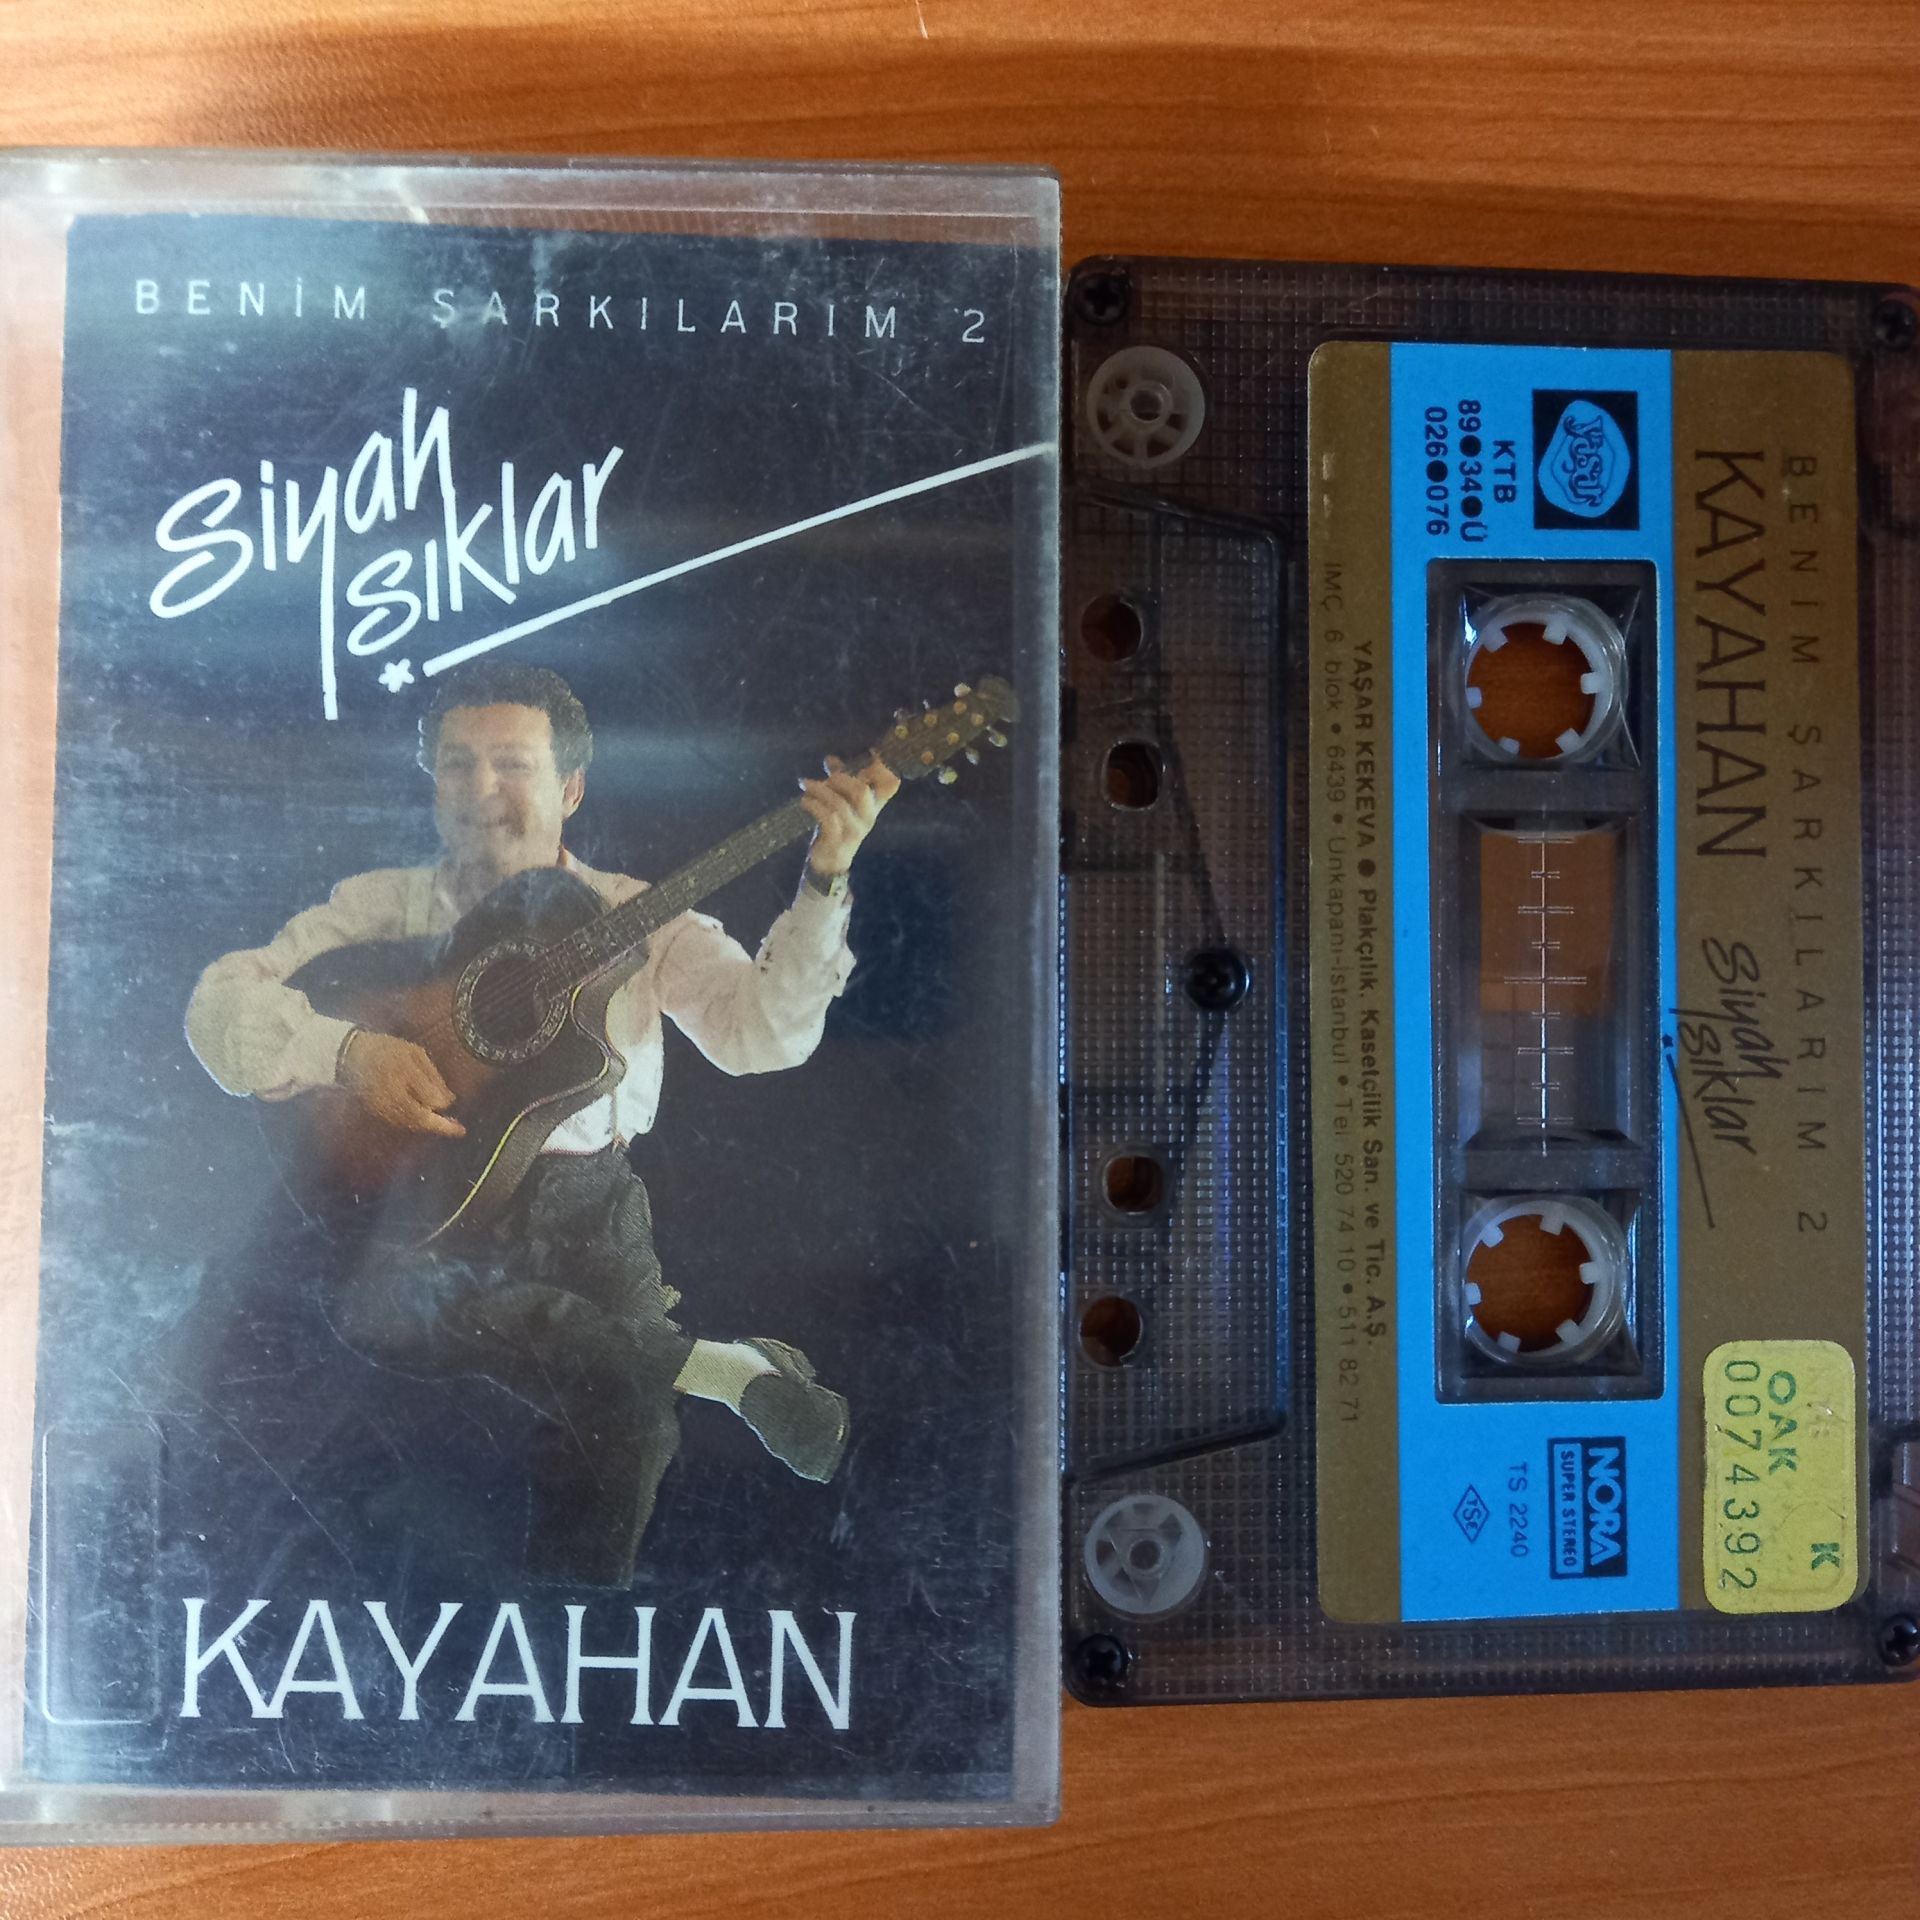 BENİM ŞARKILARIM 2
Siyah
Işıklar
KAYAHAN
BENİM ŞARKILARIM 2
KAYAHAN Siyah
Işıklar
yaşar
KTB
89●34●Ü
026●076
NORA
SUPER STEREO
TS 2240
TSE
YAŞAR KEKEVA ● Plakçılık, Kasetçilik San. ve Tic. A.Ş.
İMÇ 6 blok • 6439 • Unkapanı-İstanbul • Tel 520 74 10 • 511 82 71
K
OAK
0074392